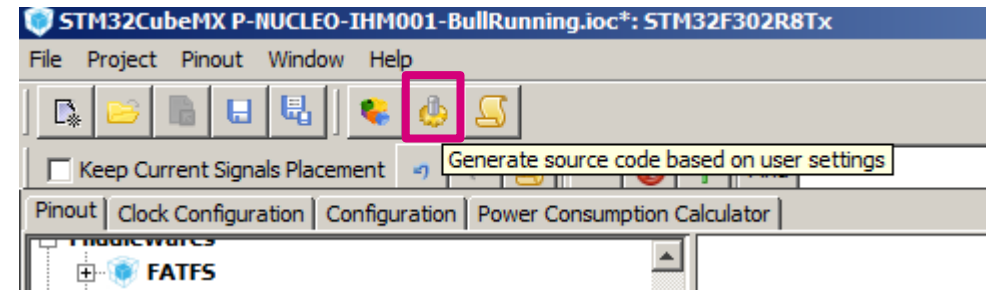 STM32CubeMX P-NUCLEO-IHM001-BullRunning.ioc*: STM32F302R8Tx
File Project Pinout Window Help
Keep Current Signals Placement
Generate source code based on user settings
Pinout Clock Configuration Configuration Power Consumption Calculator
MiddleWares
FATFS